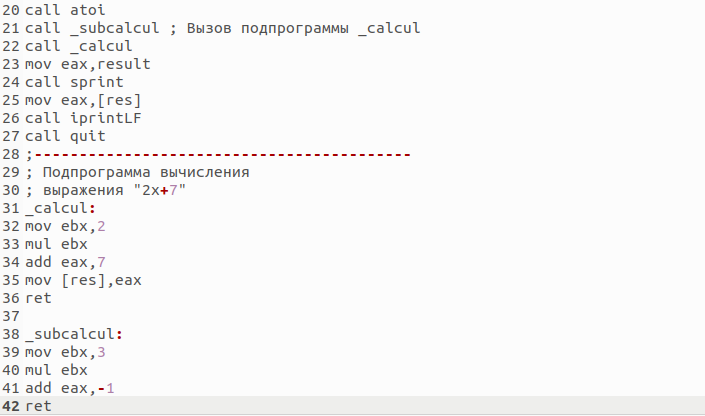 20 call atoi
21 call _subcalcul ; Вызов подпрограммы _calcul
22 call _calcul
23 mov eax,result
24 call sprint
25 mov eax,[res]
26 call iprintLF
27 call quit
28 ;------------------------------------------
29 ; Подпрограмма вычисления
30 ; выражения "2x+7"
31 _calcul:
32 mov ebx,2
33 mul ebx
34 add eax,7
35 mov [res],eax
36 ret
37
38 _subcalcul:
39 mov ebx,3
40 mul ebx
41 add eax,-1
42 ret